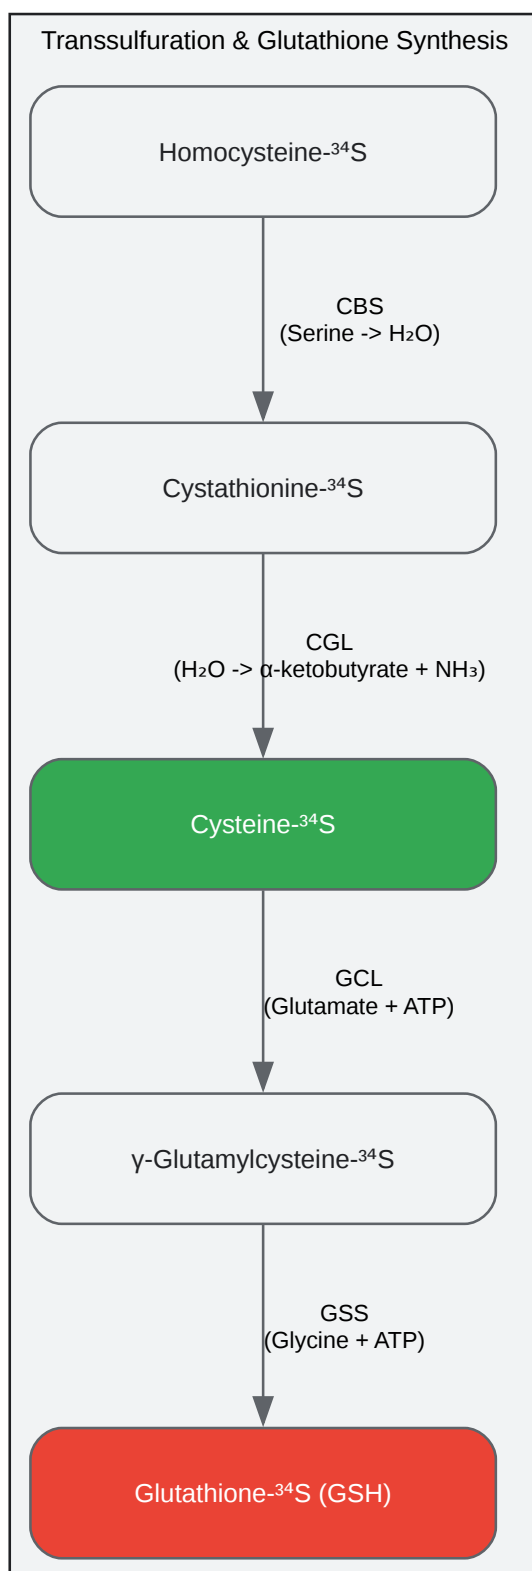 Transsulfuration & Glutathione Synthesis
Homocysteine-³⁴S
CBS
(Serine -> H₂O)
Cystathionine-³⁴S
CGL
(H₂O -> α-ketobutyrate + NH₃)
Cysteine-³⁴S
GCL
(Glutamate + ATP)
γ-Glutamylcysteine-³⁴S
GSS
(Glycine + ATP)
Glutathione-³⁴S (GSH)